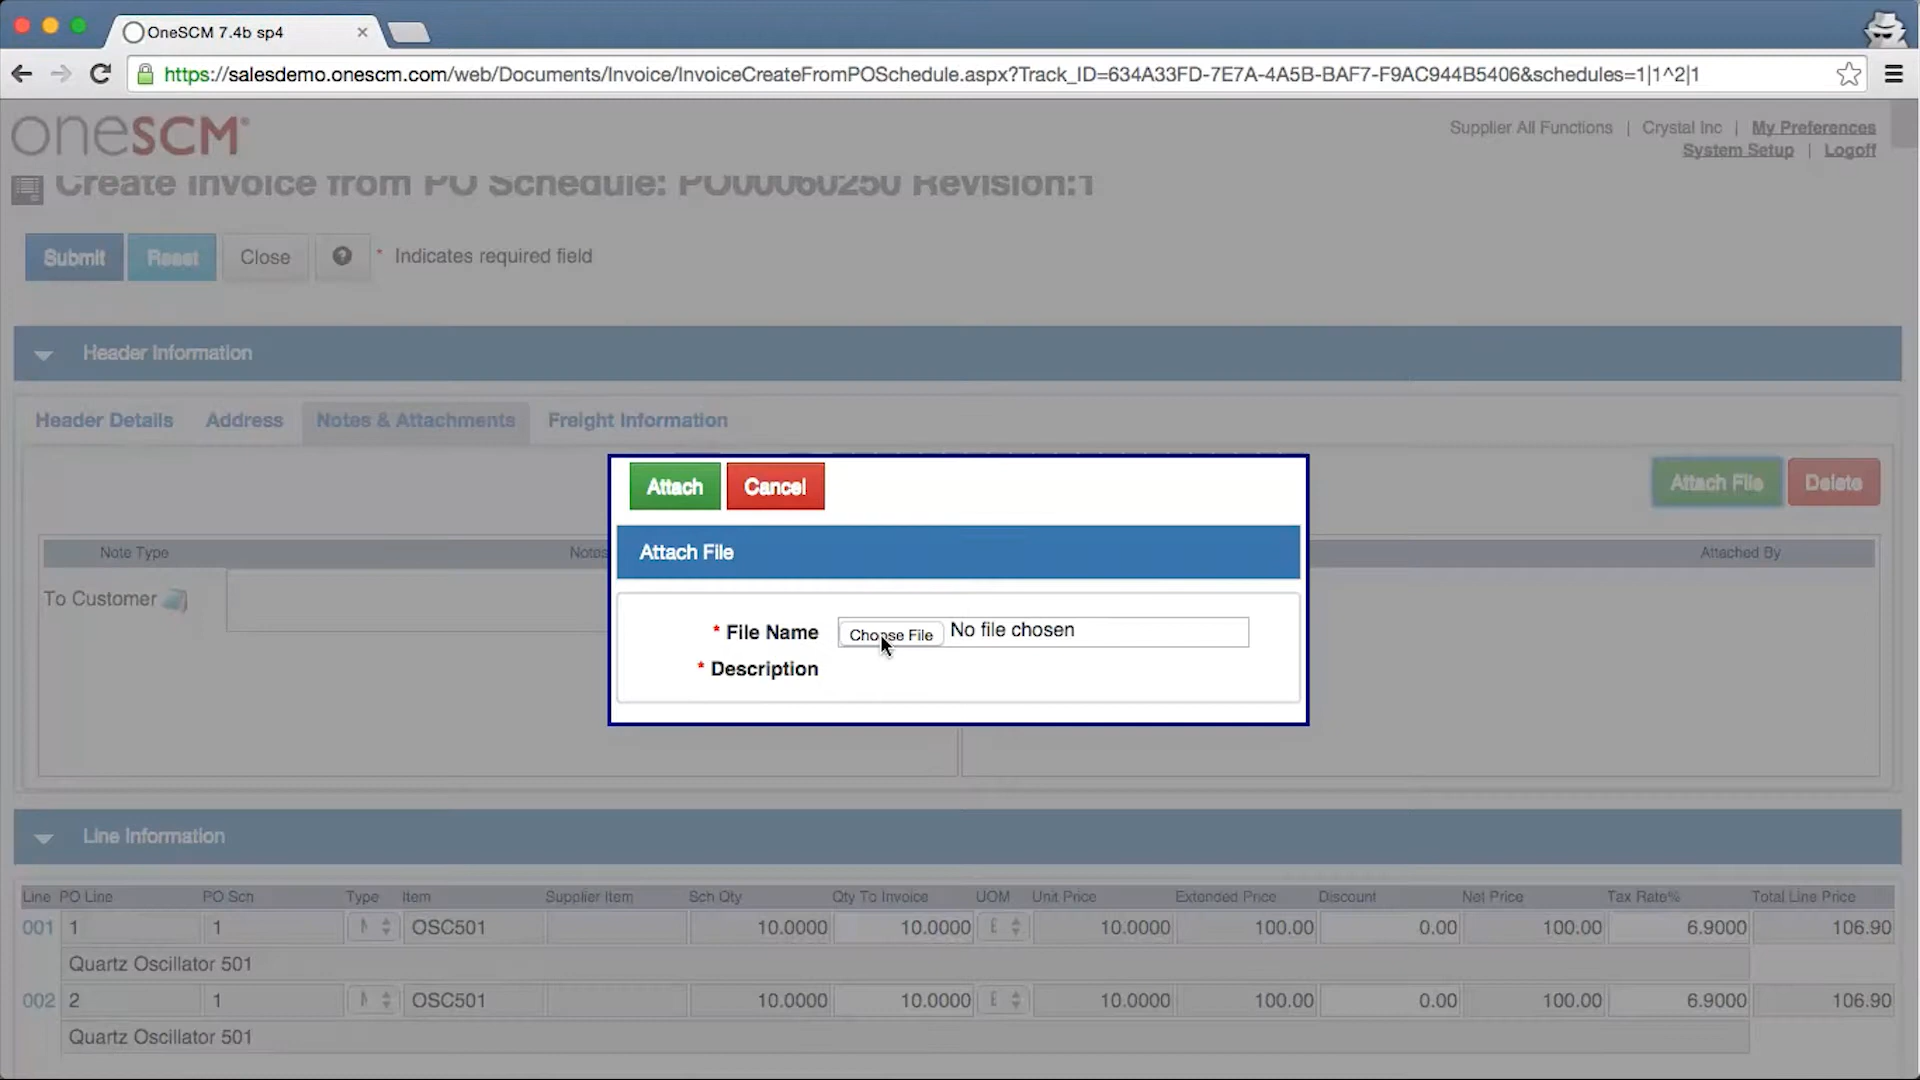 OneSCM 7.4b sp4
https://salesdemo.onescm.com/web/Documents/Invoice/InvoiceCreateFromPOSchedule.aspx?Track_ID=634A33FD-7E7A-4A5B-BAF7-F9AC944B5406&schedules=1|1^2|1
oneSCM
Supplier All Functions | Crystal Inc | My Preferences
System Setup | Logoff
Create Invoice from PO Schedule: PO00060250 Revision:1
Submit Reset Close ? * Indicates required field
Header Information
Header Details Address Notes & Attachments Freight Information
Attach File Delete
Attach Cancel
Attach File
* File Name Choose File No file chosen
* Description
Note Type Notes Attached By
To Customer
Line Information
Line PO Line PO Sch Type Item Supplier Item Sch Qty Qty To Invoice UOM Unit Price Extended Price Discount Net Price Tax Rate% Total Line Price
001 1 1 OSC501 10.0000 10.0000 E 10.0000 100.00 0.00 100.00 6.9000 106.90
Quartz Oscillator 501
002 2 1 OSC501 10.0000 10.0000 E 10.0000 100.00 0.00 100.00 6.9000 106.90
Quartz Oscillator 501